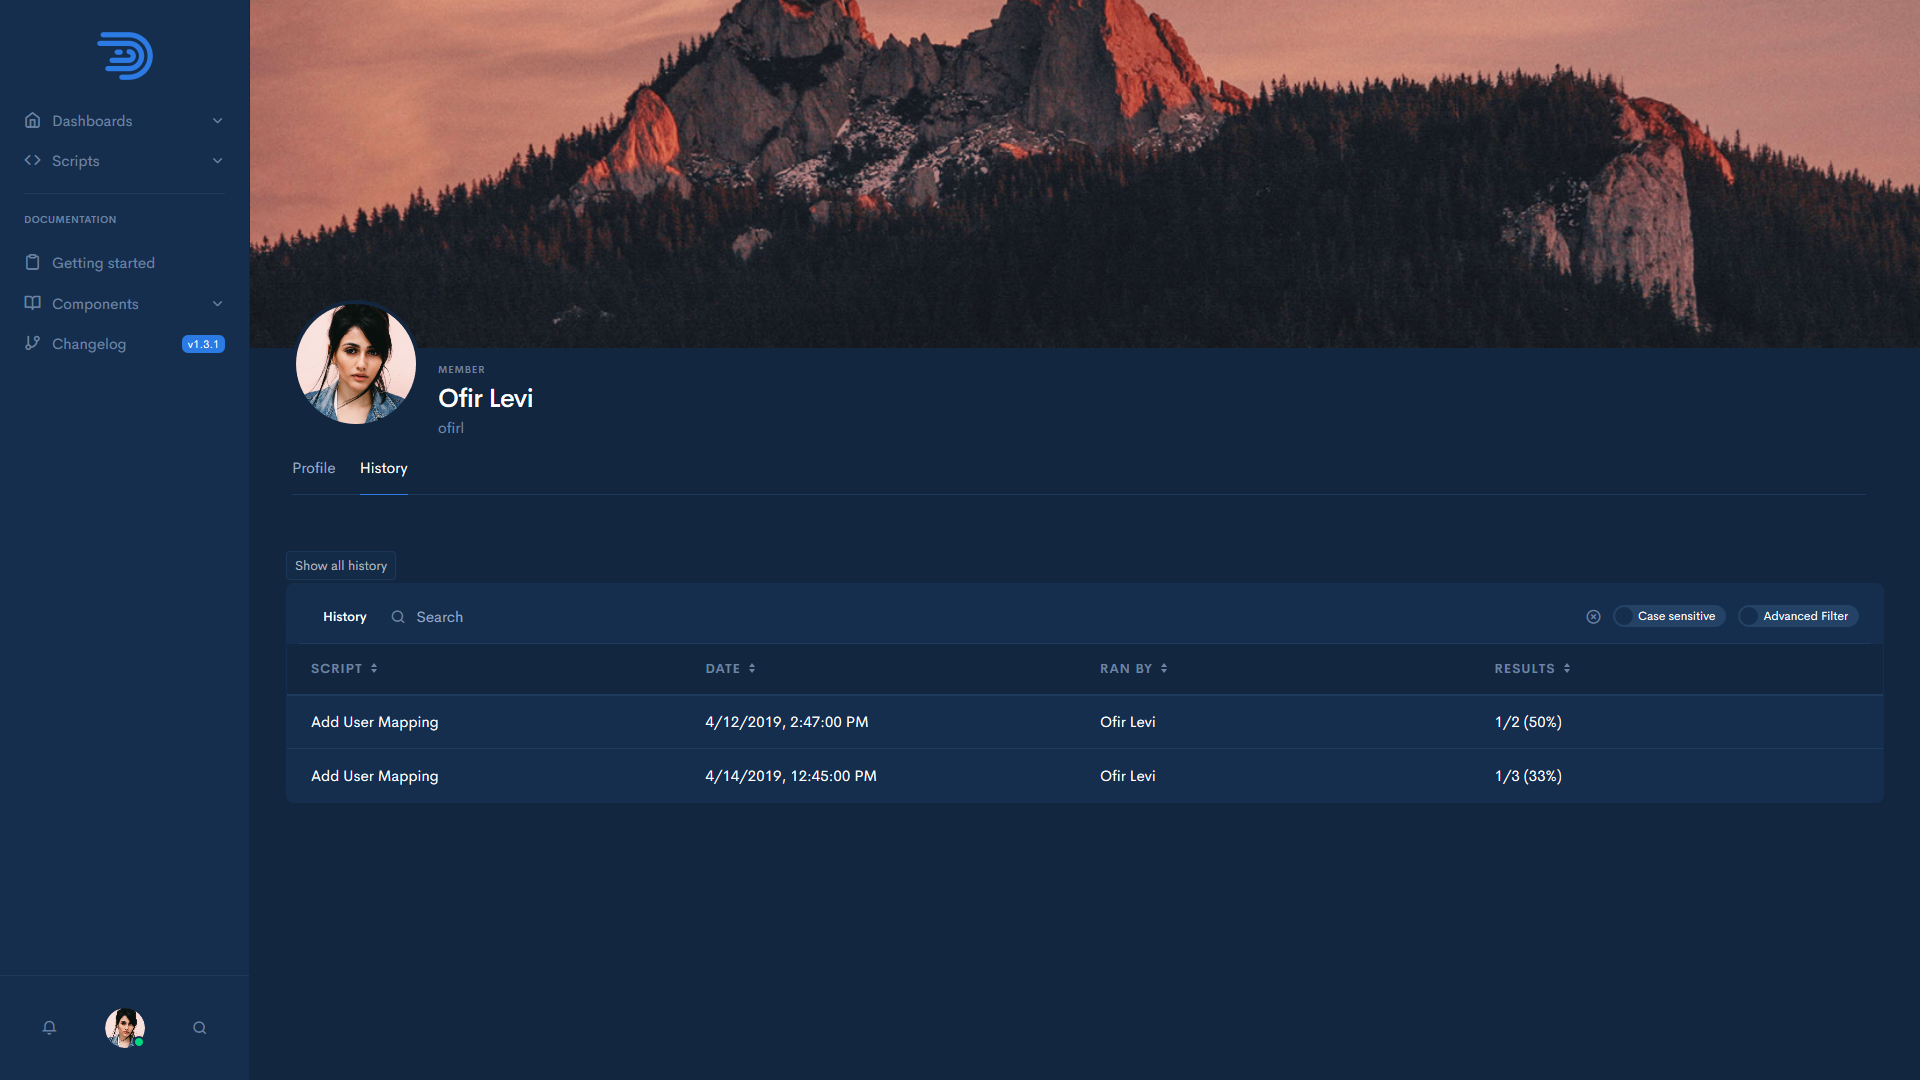 Dashboards
Scripts
DOCUMENTATION
Getting started
Components
Changelog v1.3.1
MEMBER
Ofir Levi
ofirl
Profile History
Show all history
History Search Case sensitive Advanced Filter
SCRIPT DATE RAN BY RESULTS
Add User Mapping 4/12/2019, 2:47:00 PM Ofir Levi 1/2 (50%)
Add User Mapping 4/14/2019, 12:45:00 PM Ofir Levi 1/3 (33%)